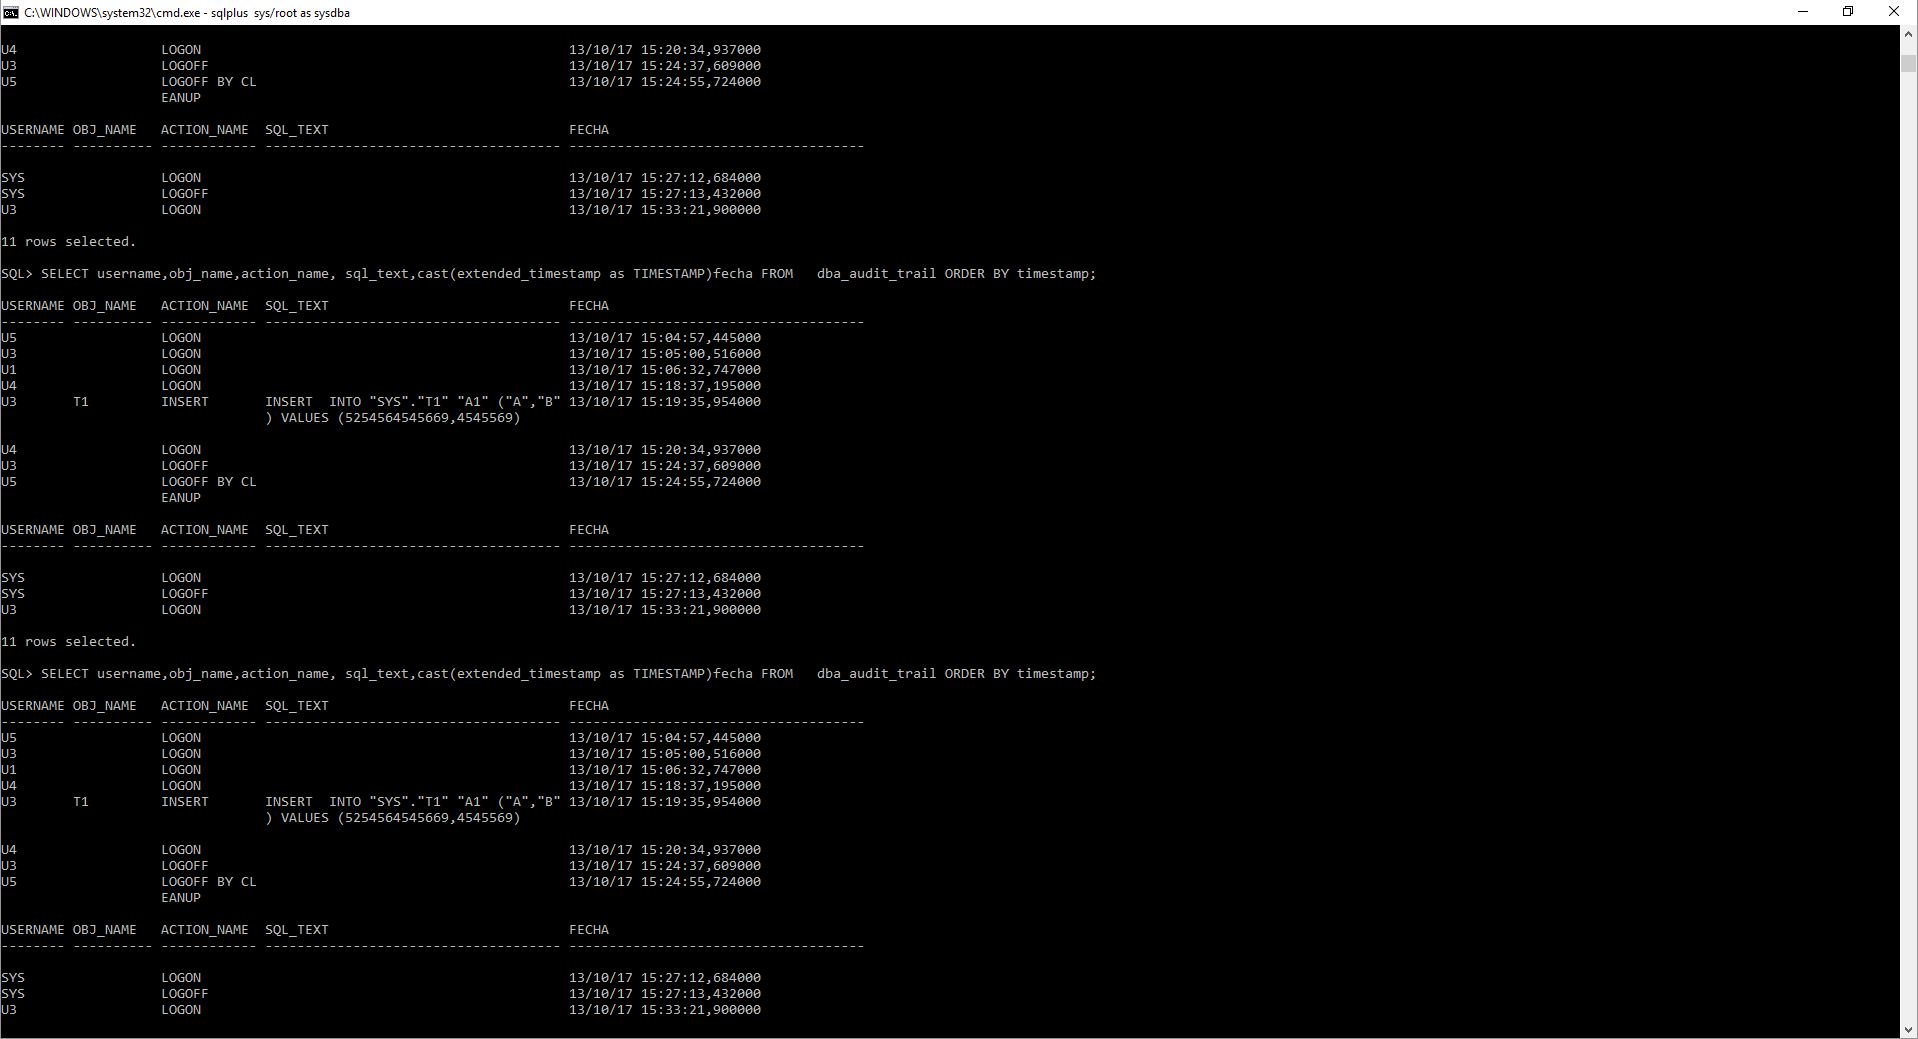 C:\WINDOWS\system32\cmd.exe - sqlplus  sys/root as sysdba
U4                  LOGON                                              13/10/17 15:20:34,937000
U3                  LOGOFF                                             13/10/17 15:24:37,609000
U5                  LOGOFF BY CL                                       13/10/17 15:24:55,724000
                    EANUP
USERNAME OBJ_NAME   ACTION_NAME  SQL_TEXT                              FECHA
-------- ---------- ------------ ------------------------------------- -------------------------------------
SYS                 LOGON                                              13/10/17 15:27:12,684000
SYS                 LOGOFF                                             13/10/17 15:27:13,432000
U3                  LOGON                                              13/10/17 15:33:21,900000
11 rows selected.
SQL> SELECT username,obj_name,action_name, sql_text,cast(extended_timestamp as TIMESTAMP)fecha FROM   dba_audit_trail ORDER BY timestamp;
USERNAME OBJ_NAME   ACTION_NAME  SQL_TEXT                              FECHA
-------- ---------- ------------ ------------------------------------- -------------------------------------
U5                  LOGON                                              13/10/17 15:04:57,445000
U3                  LOGON                                              13/10/17 15:05:00,516000
U1                  LOGON                                              13/10/17 15:06:32,747000
U4                  LOGON                                              13/10/17 15:18:37,195000
U3       T1         INSERT       INSERT  INTO "SYS"."T1" "A1" ("A","B" 13/10/17 15:19:35,954000
                                 ) VALUES (5254564545669,4545569)
U4                  LOGON                                              13/10/17 15:20:34,937000
U3                  LOGOFF                                             13/10/17 15:24:37,609000
U5                  LOGOFF BY CL                                       13/10/17 15:24:55,724000
                    EANUP
USERNAME OBJ_NAME   ACTION_NAME  SQL_TEXT                              FECHA
-------- ---------- ------------ ------------------------------------- -------------------------------------
SYS                 LOGON                                              13/10/17 15:27:12,684000
SYS                 LOGOFF                                             13/10/17 15:27:13,432000
U3                  LOGON                                              13/10/17 15:33:21,900000
11 rows selected.
SQL> SELECT username,obj_name,action_name, sql_text,cast(extended_timestamp as TIMESTAMP)fecha FROM   dba_audit_trail ORDER BY timestamp;
USERNAME OBJ_NAME   ACTION_NAME  SQL_TEXT                              FECHA
-------- ---------- ------------ ------------------------------------- -------------------------------------
U5                  LOGON                                              13/10/17 15:04:57,445000
U3                  LOGON                                              13/10/17 15:05:00,516000
U1                  LOGON                                              13/10/17 15:06:32,747000
U4                  LOGON                                              13/10/17 15:18:37,195000
U3       T1         INSERT       INSERT  INTO "SYS"."T1" "A1" ("A","B" 13/10/17 15:19:35,954000
                                 ) VALUES (5254564545669,4545569)
U4                  LOGON                                              13/10/17 15:20:34,937000
U3                  LOGOFF                                             13/10/17 15:24:37,609000
U5                  LOGOFF BY CL                                       13/10/17 15:24:55,724000
                    EANUP
USERNAME OBJ_NAME   ACTION_NAME  SQL_TEXT                              FECHA
-------- ---------- ------------ ------------------------------------- -------------------------------------
SYS                 LOGON                                              13/10/17 15:27:12,684000
SYS                 LOGOFF                                             13/10/17 15:27:13,432000
U3                  LOGON                                              13/10/17 15:33:21,900000